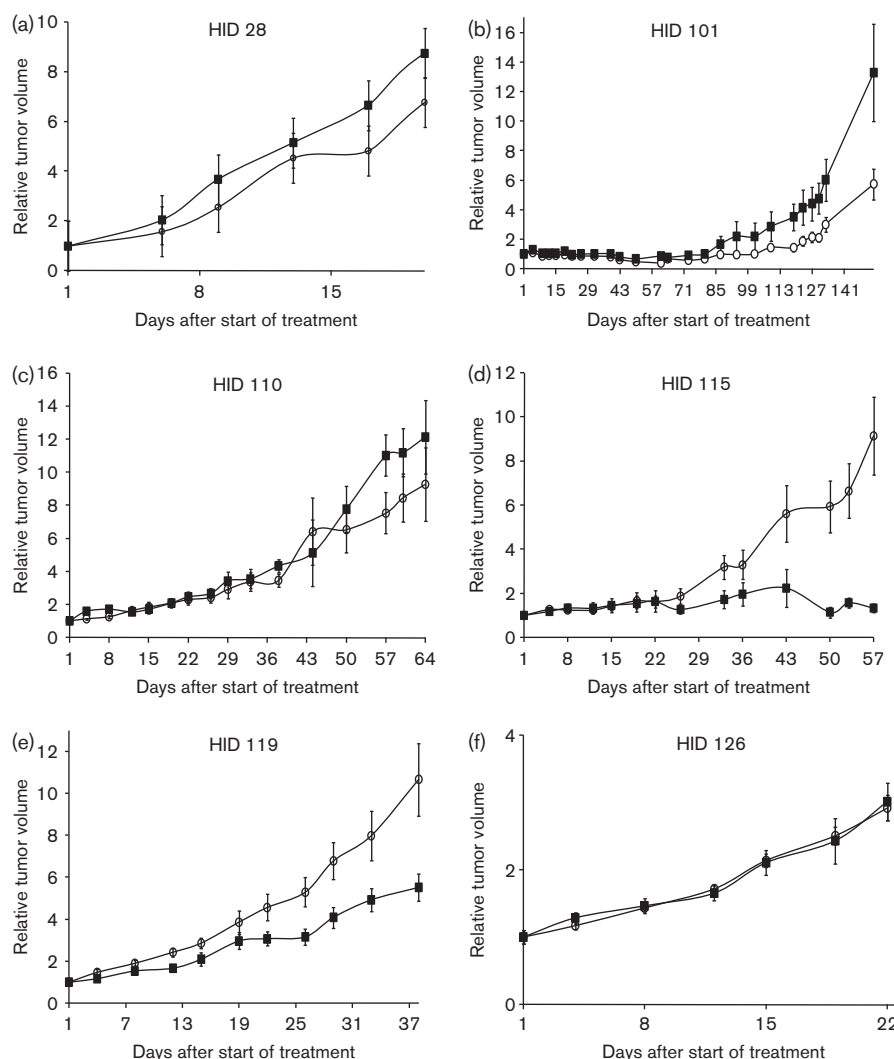 (a)
HID 28
10
8
6
4
2
0
Relative tumor volume
1 8 15
Days after start of treatment
(b)
HID 101
16
14
12
10
8
6
4
2
0
Relative tumor volume
1 15 29 43 57 71 85 99 113 127 141
Days after start of treatment
(c)
HID 110
16
14
12
10
8
6
4
2
0
Relative tumor volume
1 8 15 22 29 36 43 50 57 64
Days after start of treatment
(d)
HID 115
12
10
8
6
4
2
0
Relative tumor volume
1 8 15 22 29 36 43 50 57
Days after start of treatment
(e)
HID 119
12
10
8
6
4
2
0
Relative tumor volume
1 7 13 19 25 31 37
Days after start of treatment
(f)
HID 126
4
2
0
Relative tumor volume
1 8 15 22
Days after start of treatment